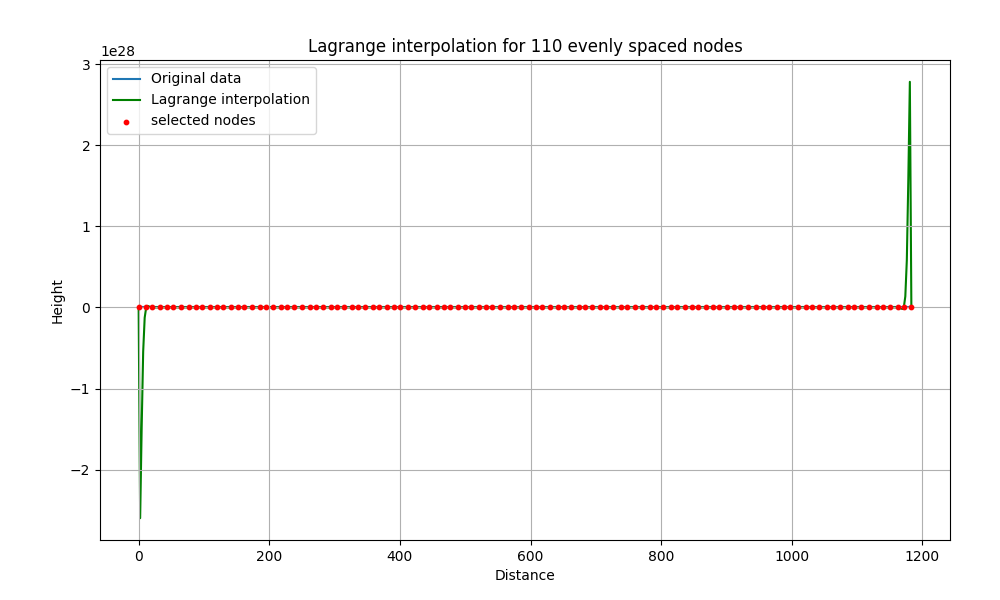 Lagrange interpolation for 110 evenly spaced nodes
1e28
Original data
Lagrange interpolation
selected nodes
3
2
1
0
−1
−2
Height
0 200 400 600 800 1000 1200
Distance